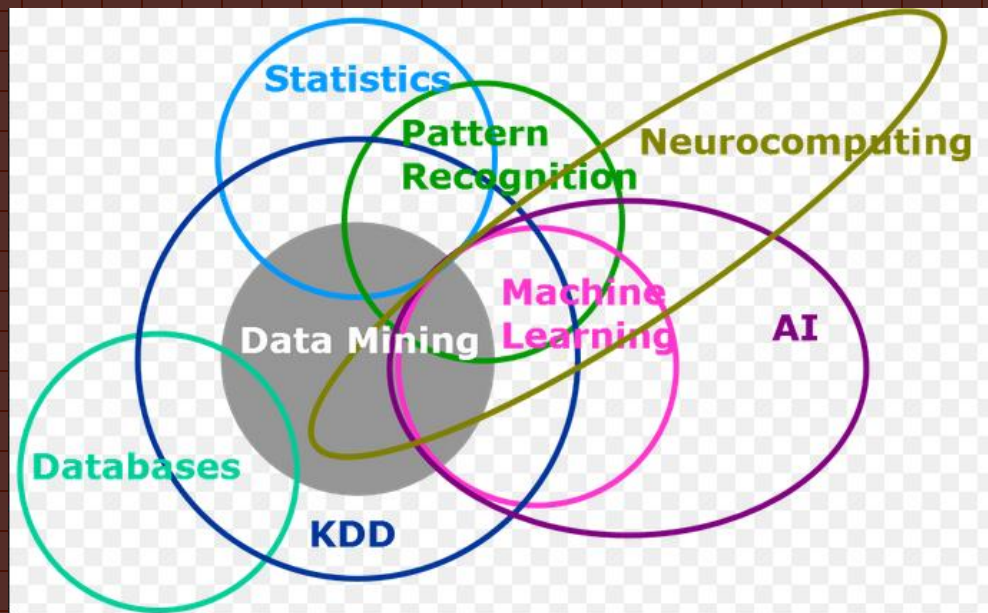 Statistics
Pattern
Recognition
Neurocomputing
Machine
Learning
AI
Data Mining
Databases
KDD